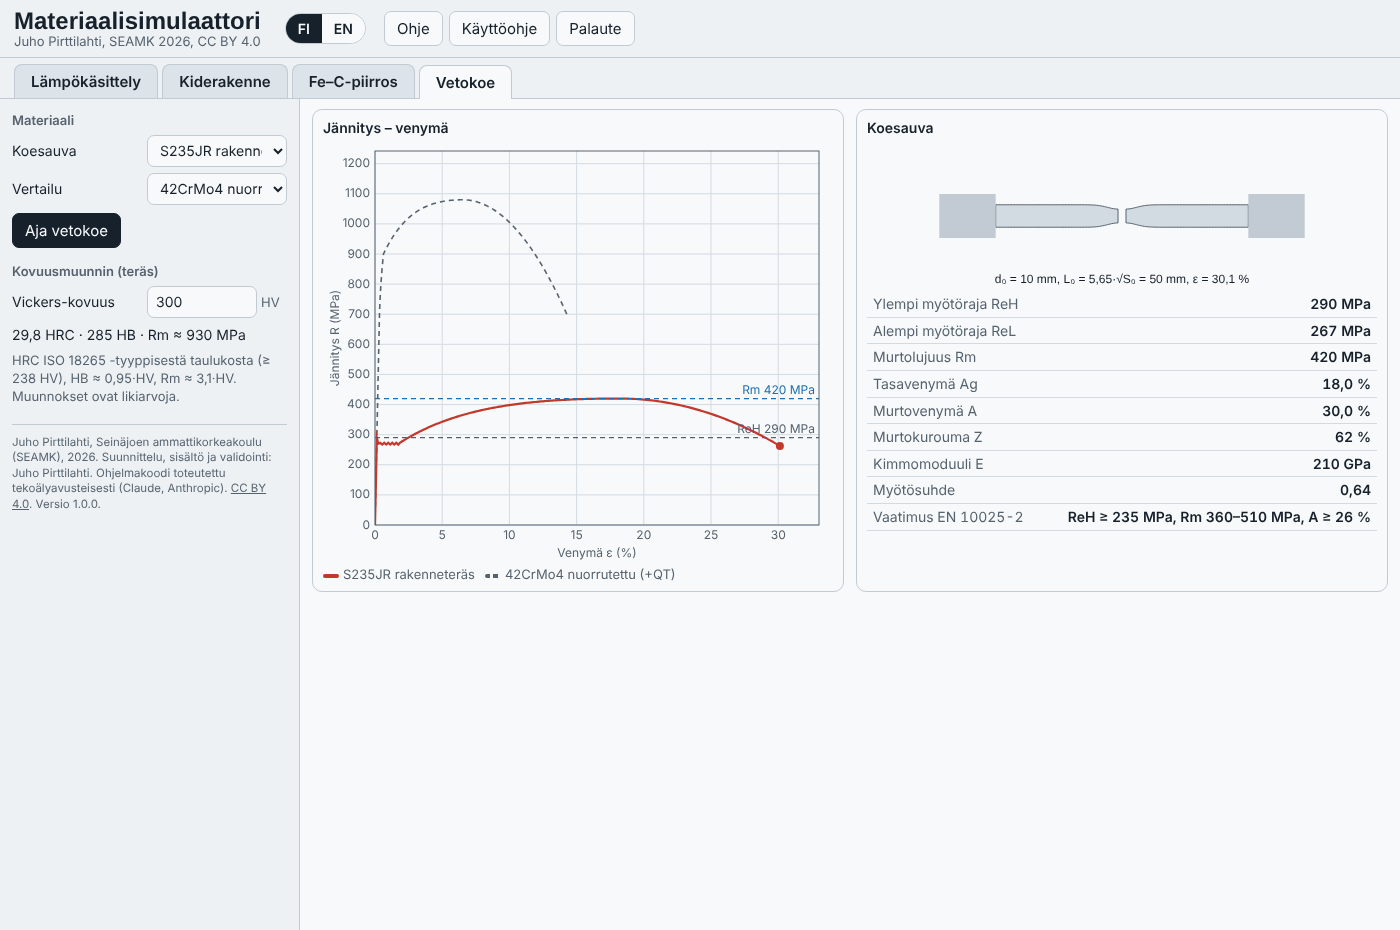 Materiaalisimulaattori
Juho Pirttilahti, SEAMK 2026, CC BY 4.0
FI EN
Ohje Käyttöohje Palaute
Lämpökäsittely Kiderakenne Fe–C-piirros Vetokoe
Materiaali
Koesauva S235JR rakenn
Vertailu 42CrMo4 nuorr
Aja vetokoe
Kovuusmuunnin (teräs)
Vickers-kovuus 300 HV
29,8 HRC · 285 HB · Rm ≈ 930 MPa
HRC ISO 18265 -tyyppisestä taulukosta (≥
238 HV), HB ≈ 0,95·HV, Rm ≈ 3,1·HV.
Muunnokset ovat likiarvoja.
Juho Pirttilahti, Seinäjoen ammattikorkeakoulu
(SEAMK), 2026. Suunnittelu, sisältö ja validointi:
Juho Pirttilahti. Ohjelmakoodi toteutettu
tekoälyavusteisesti (Claude, Anthropic). CC BY
4.0. Versio 1.0.0.
Jännitys – venymä
1200
1100
1000
900
800
700
600
500
400
300
200
100
0
Jännitys R (MPa)
Rm 420 MPa
ReH 290 MPa
0 5 10 15 20 25 30
Venymä ε (%)
S235JR rakenneteräs 42CrMo4 nuorrutettu (+QT)
Koesauva
d₀ = 10 mm, L₀ = 5,65·√S₀ = 50 mm, ε = 30,1 %
Ylempi myötöraja ReH 290 MPa
Alempi myötöraja ReL 267 MPa
Murtolujuus Rm 420 MPa
Tasavenymä Ag 18,0 %
Murtovenymä A 30,0 %
Murtokurouma Z 62 %
Kimmomoduuli E 210 GPa
Myötösuhde 0,64
Vaatimus EN 10025-2 ReH ≥ 235 MPa, Rm 360–510 MPa, A ≥ 26 %